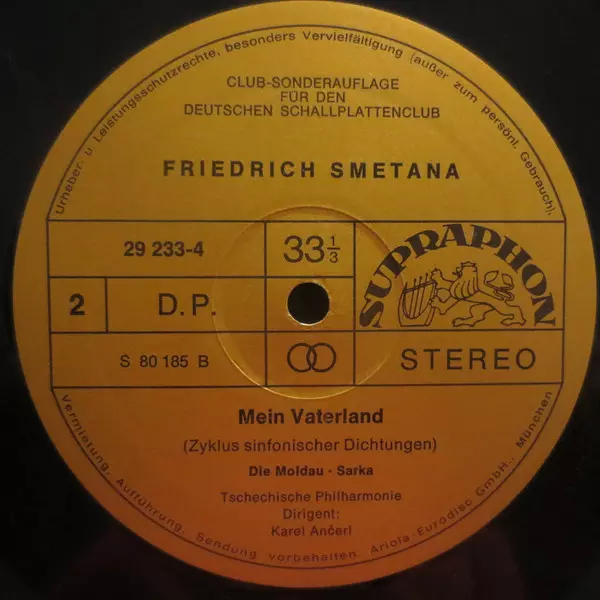 Urheber- u. Leistungsschutzrechte, besonders Vervielfältigung (außer zum persönl. Gebrauch),
CLUB-SONDERAUFLAGE
FÜR DEN
DEUTSCHEN SCHALLPLATTENCLUB
FRIEDRICH SMETANA
29 233-4
33 1/3
SUPRAPHON
2
D. P.
S 80 185 B
STEREO
Mein Vaterland
(Zyklus sinfonischer Dichtungen)
Die Moldau · Sarka
Tschechische Philharmonie
Dirigent:
Karel Ančerl
Vermietung, Aufführung, Sendung vorbehalten. Ariola-Eurodisc GmbH., München